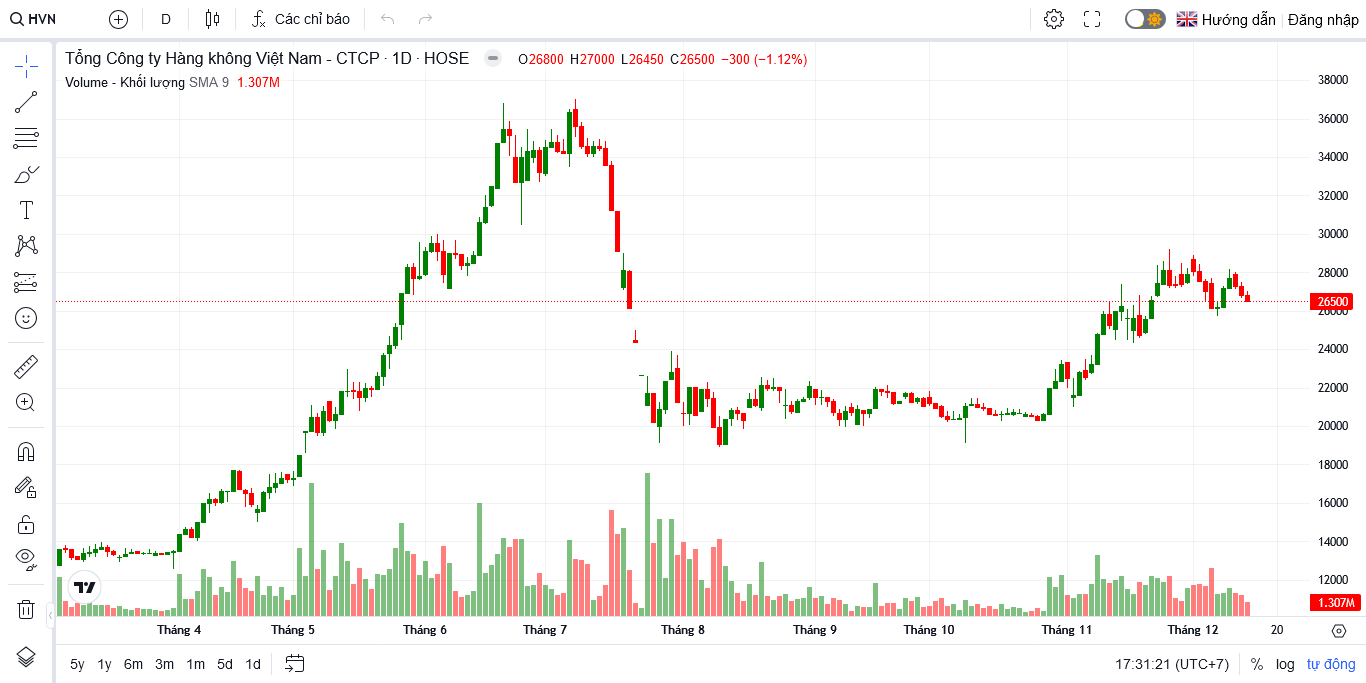 HVN D Các chỉ báo Hướng dẫn Đăng nhập
Tổng Công ty Hàng không Việt Nam - CTCP · 1D · HOSE O26800 H27000 L26450 C26500 −300 (−1.12%)
Volume - Khối lượng SMA 9 1.307M
38000
36000
34000
32000
30000
28000
26500
26000
24000
22000
20000
18000
16000
14000
12000
1.307M
Tháng 4 Tháng 5 Tháng 6 Tháng 7 Tháng 8 Tháng 9 Tháng 10 Tháng 11 Tháng 12 20
5y 1y 6m 3m 1m 5d 1d 17:31:21 (UTC+7) % log tự động